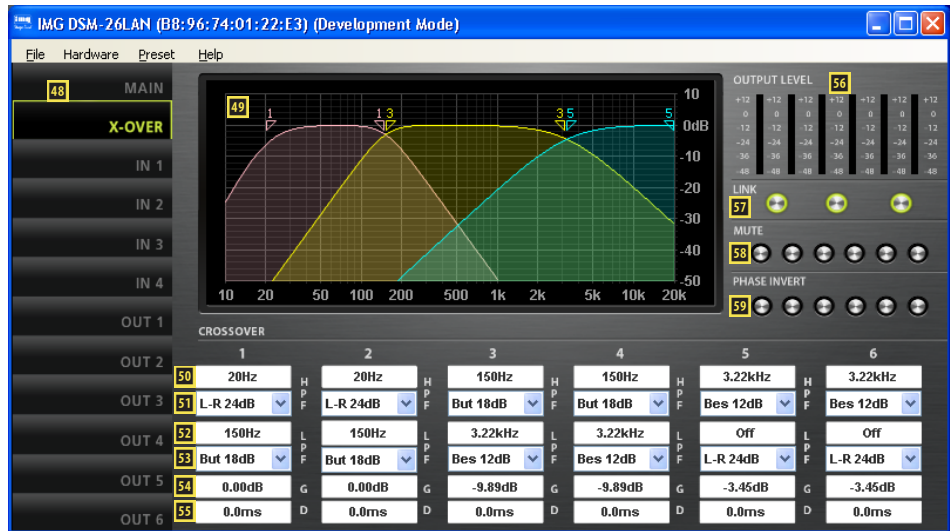 IMG DSM-26LAN (B8:96:74:01:22:E3) (Development Mode)
File Hardware Preset Help
48 MAIN
X-OVER
IN 1
IN 2
IN 3
IN 4
OUT 1
OUT 2
OUT 3
OUT 4
OUT 5
OUT 6
49
1 1 3 3 5 5
10
0dB
-10
-20
-30
-40
-50
10 20 50 100 200 500 1k 2k 5k 10k 20k
OUTPUT LEVEL 56
+12 +12 +12 +12 +12 +12
0 0 0 0 0 0
-12 -12 -12 -12 -12 -12
-24 -24 -24 -24 -24 -24
-36 -36 -36 -36 -36 -36
-48 -48 -48 -48 -48 -48
LINK
57
MUTE
58
PHASE INVERT
59
CROSSOVER
1 2 3 4 5 6
50 20Hz 20Hz 150Hz 150Hz 3.22kHz 3.22kHz
HPF HPF HPF HPF HPF HPF
51 L-R 24dB L-R 24dB But 18dB But 18dB Bes 12dB Bes 12dB
52 150Hz 150Hz 3.22kHz 3.22kHz Off Off
LPF LPF LPF LPF LPF LPF
53 But 18dB But 18dB Bes 12dB Bes 12dB L-R 24dB L-R 24dB
54 0.00dB G 0.00dB G -9.89dB G -9.89dB G -3.45dB G -3.45dB
55 0.0ms D 0.0ms D 0.0ms D 0.0ms D 0.0ms D 0.0ms